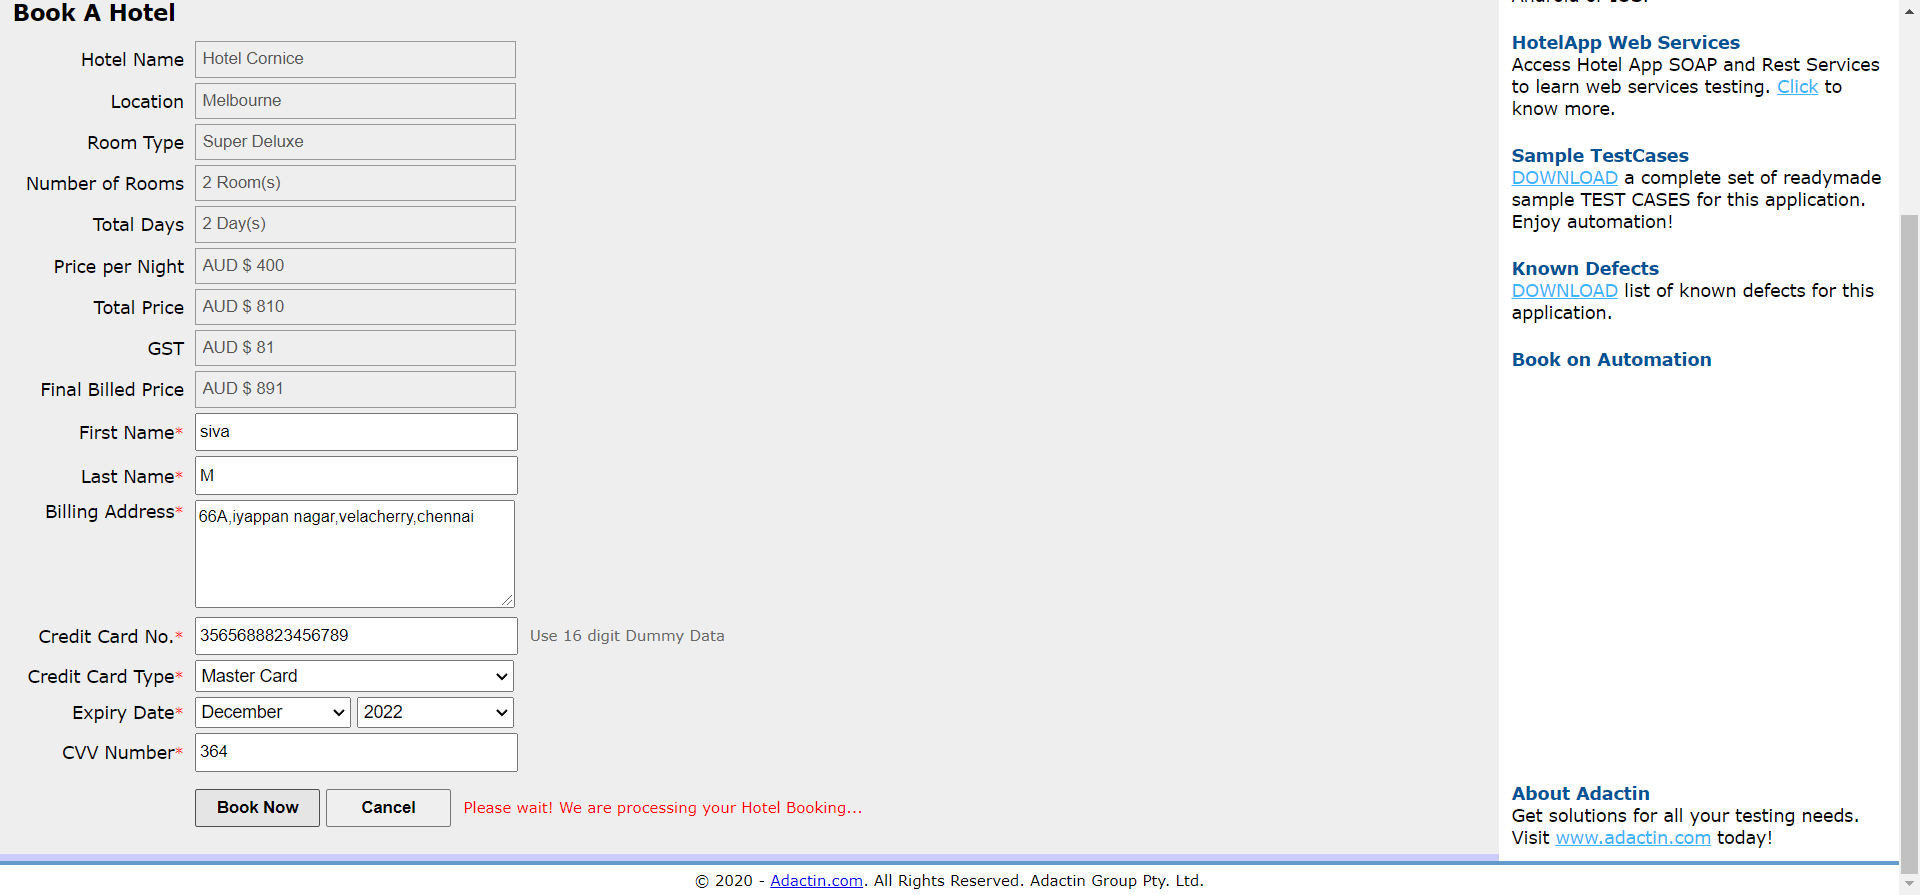 Book A Hotel
Hotel Name Hotel Cornice
Location Melbourne
Room Type Super Deluxe
Number of Rooms 2 Room(s)
Total Days 2 Day(s)
Price per Night AUD $ 400
Total Price AUD $ 810
GST AUD $ 81
Final Billed Price AUD $ 891
First Name* siva
Last Name* M
Billing Address* 66A,iyappan nagar,velacherry,chennai
Credit Card No.* 3565688823456789 Use 16 digit Dummy Data
Credit Card Type* Master Card
Expiry Date* December 2022
CVV Number* 364
Book Now Cancel Please wait! We are processing your Hotel Booking...
HotelApp Web Services
Access Hotel App SOAP and Rest Services
to learn web services testing. Click to
know more.
Sample TestCases
DOWNLOAD a complete set of readymade
sample TEST CASES for this application.
Enjoy automation!
Known Defects
DOWNLOAD list of known defects for this
application.
Book on Automation
About Adactin
Get solutions for all your testing needs.
Visit www.adactin.com today!
© 2020 - Adactin.com. All Rights Reserved. Adactin Group Pty. Ltd.